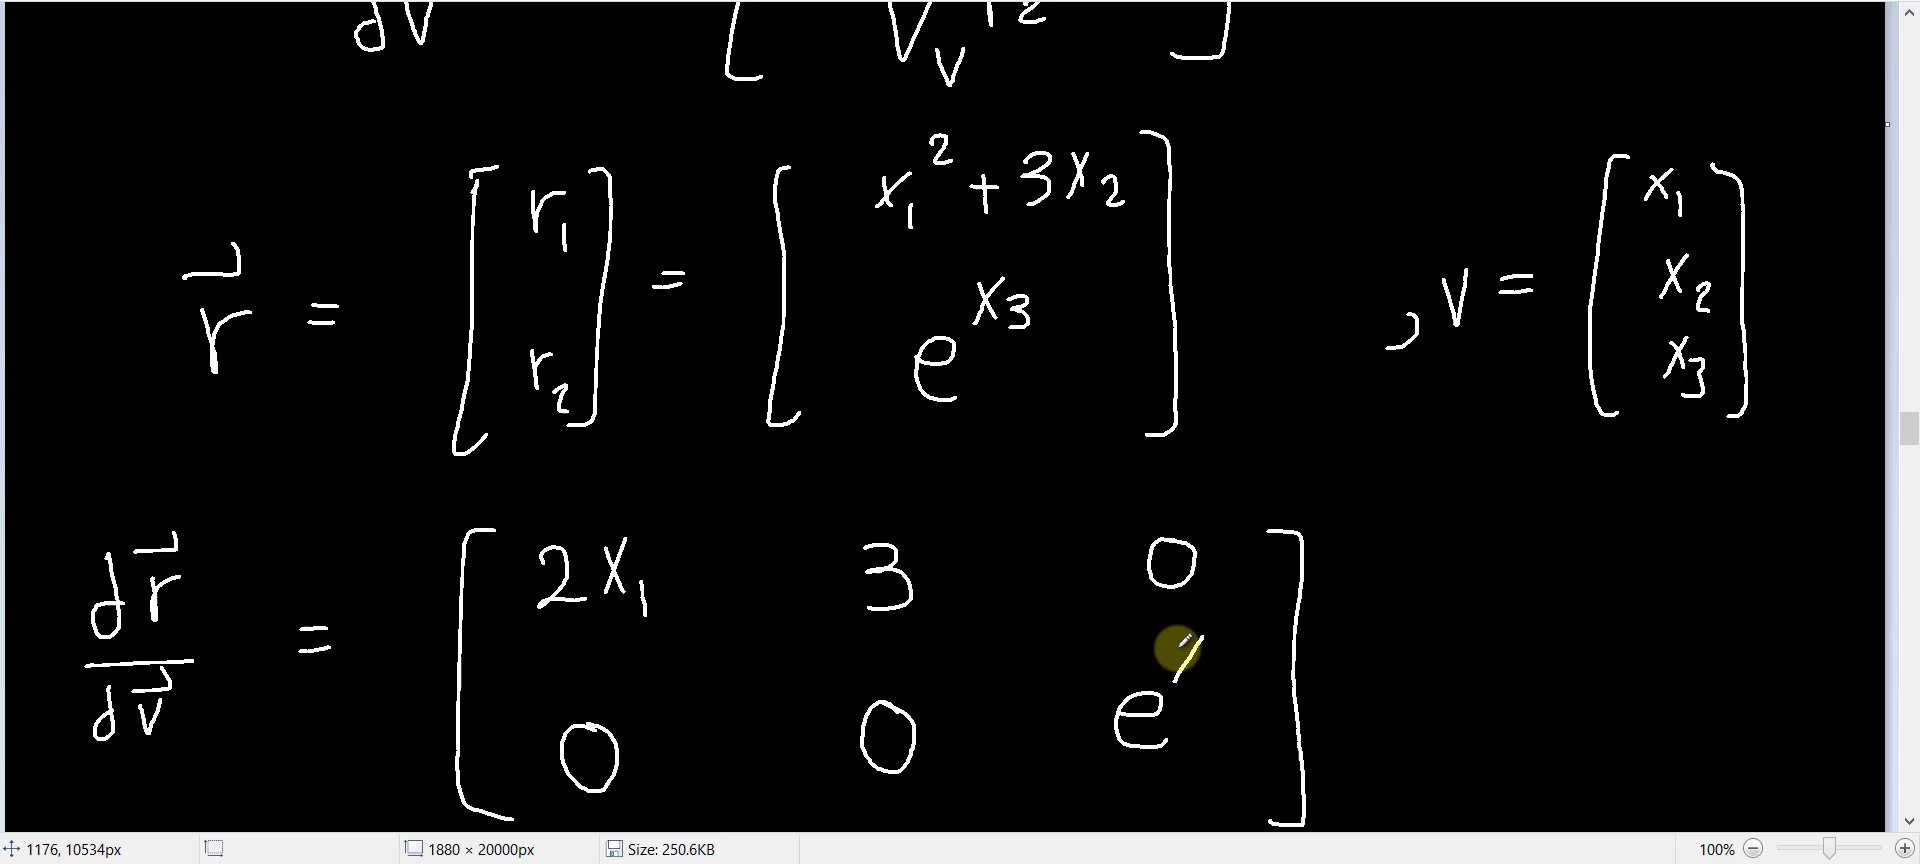 dV [ ∇ᵥ r₂ ]
r⃗ = [ r₁ r₂ ] = [ x₁² + 3x₂ e^x₃ ] , v = [ x₁ x₂ x₃ ]
dr⃗ / dv⃗ = [ 2x₁ 3 0
0 0 e ]
1176, 10534px 1880 × 20000px Size: 250.6KB 100%